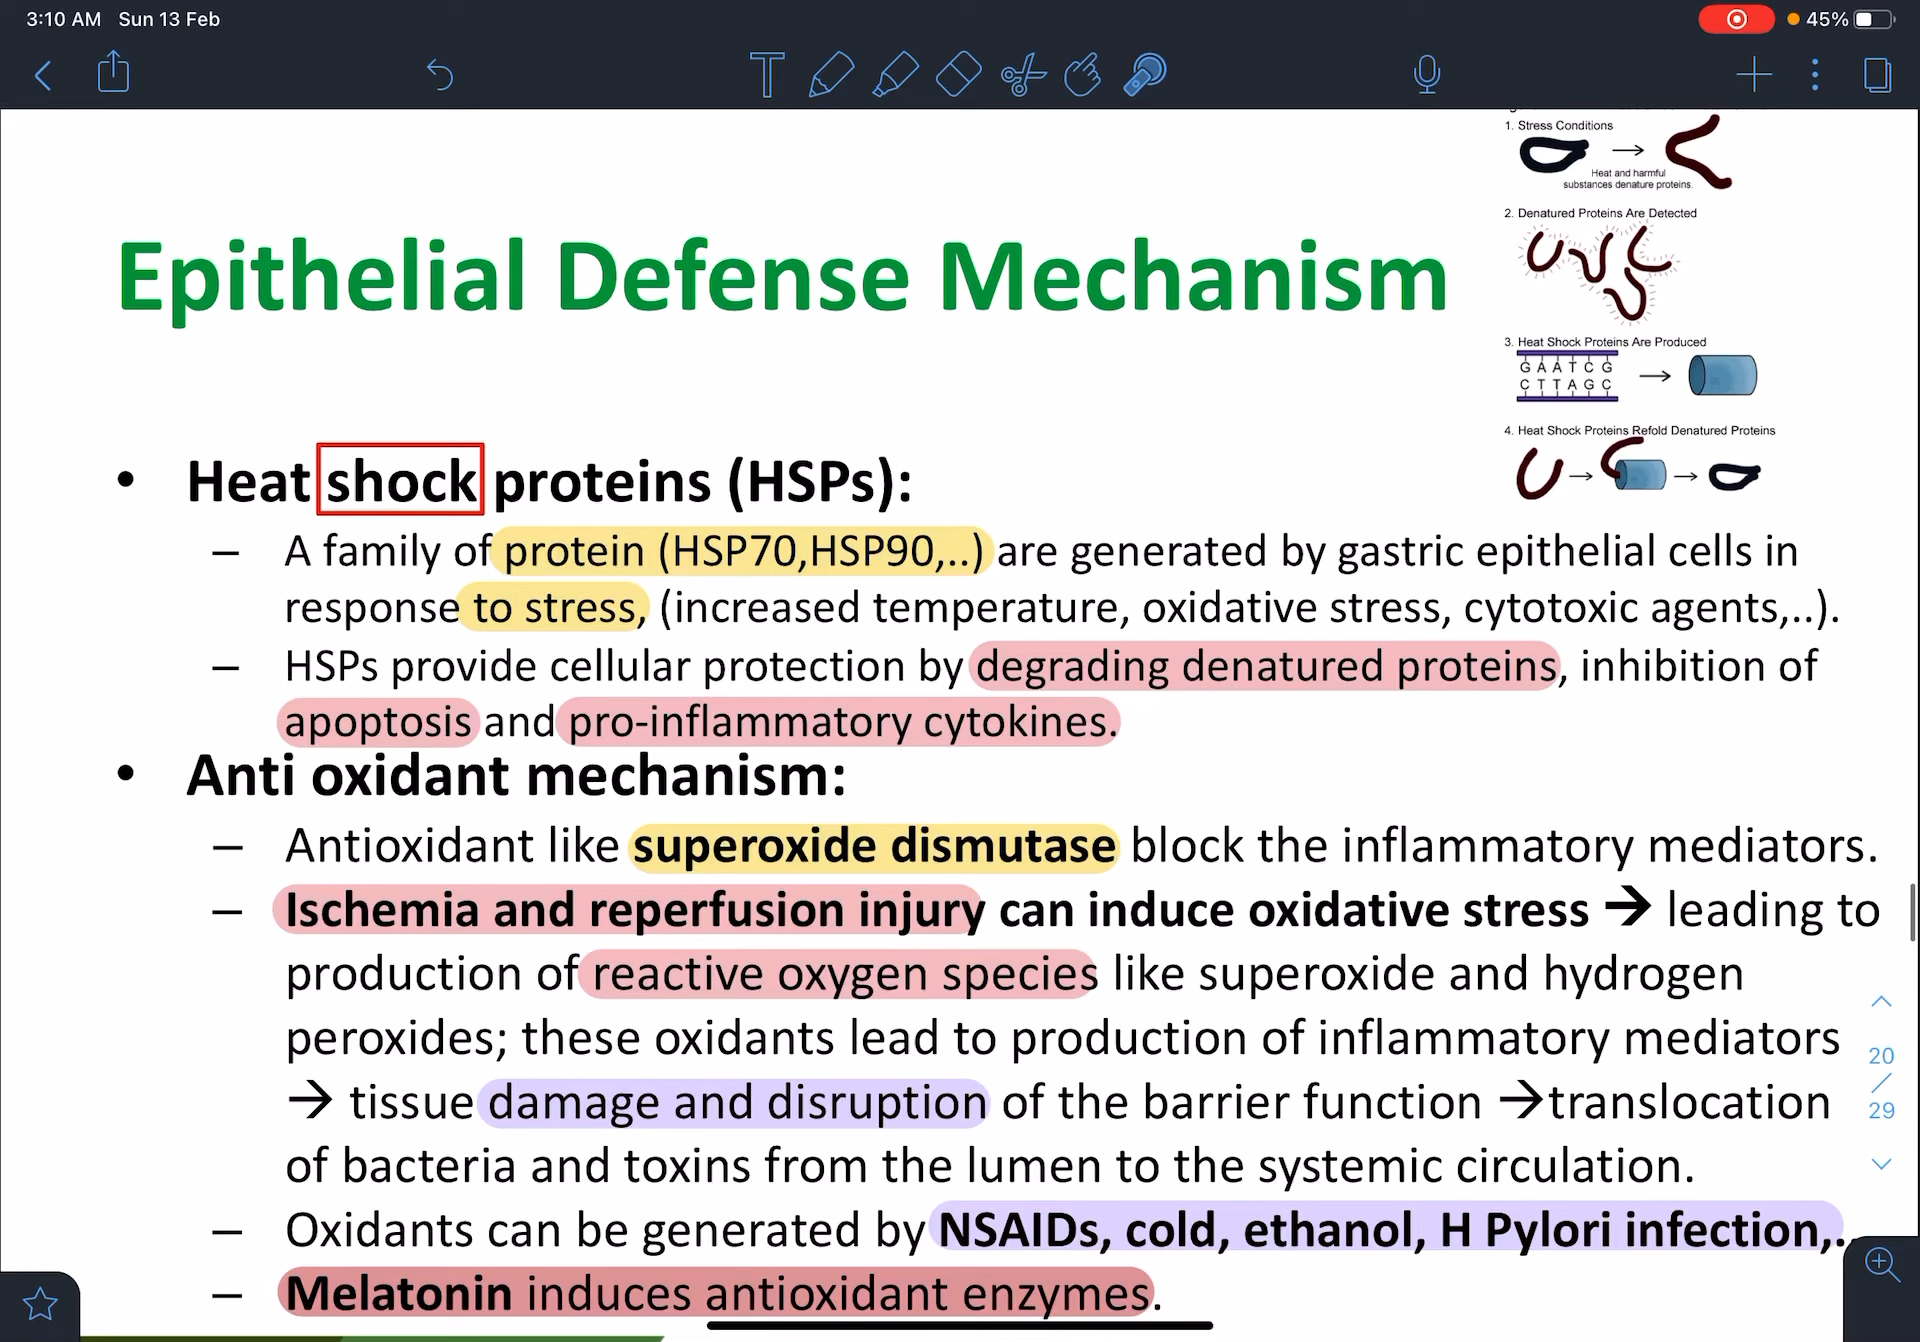 3:10 AM Sun 13 Feb
45%
1. Stress Conditions
Heat and harmful
substances denature proteins.
2. Denatured Proteins Are Detected
Epithelial Defense Mechanism
3. Heat Shock Proteins Are Produced
G A A T C G
C T T A G C
4. Heat Shock Proteins Refold Denatured Proteins
• Heat shock proteins (HSPs):
– A family of protein (HSP70,HSP90,..) are generated by gastric epithelial cells in
response to stress, (increased temperature, oxidative stress, cytotoxic agents,..).
– HSPs provide cellular protection by degrading denatured proteins, inhibition of
apoptosis and pro-inflammatory cytokines.
• Anti oxidant mechanism:
– Antioxidant like superoxide dismutase block the inflammatory mediators.
– Ischemia and reperfusion injury can induce oxidative stress → leading to
production of reactive oxygen species like superoxide and hydrogen
peroxides; these oxidants lead to production of inflammatory mediators
→ tissue damage and disruption of the barrier function →translocation
of bacteria and toxins from the lumen to the systemic circulation.
– Oxidants can be generated by NSAIDs, cold, ethanol, H Pylori infection,..
– Melatonin induces antioxidant enzymes.
20
/
29